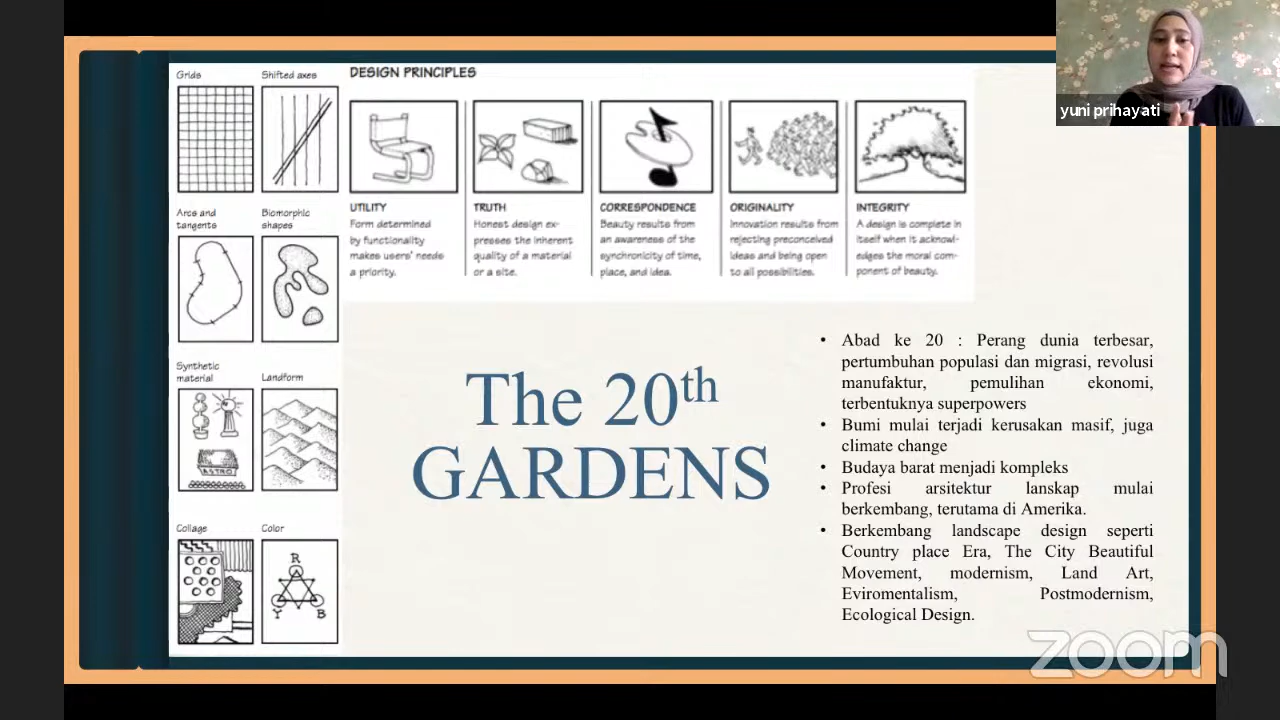 Grids
Shifted axes
DESIGN PRINCIPLES
yuni prihayati
Arcs and
tangents
Biomorphic
shapes
UTILITY
Form determined
by functionality
makes users' needs
a priority.
TRUTH
Honest design ex-
presses the inherent
quality of a material
or a site.
CORRESPONDENCE
Beauty results from
an awareness of the
synchronicity of time,
place, and idea.
ORIGINALITY
Innovation results from
rejecting preconceived
ideas and being open
to all possibilities.
INTEGRITY
A design is complete in
itself when it acknowl-
edges the moral com-
ponent of beauty.
Synthetic
material
Landform
ASTRO
Collage
Color
R
Y
B
The 20th
GARDENS
• Abad ke 20 : Perang dunia terbesar,
pertumbuhan populasi dan migrasi, revolusi
manufaktur, pemulihan ekonomi,
terbentuknya superpowers
• Bumi mulai terjadi kerusakan masif, juga
climate change
• Budaya barat menjadi kompleks
• Profesi arsitektur lanskap mulai
berkembang, terutama di Amerika.
• Berkembang landscape design seperti
Country place Era, The City Beautiful
Movement, modernism, Land Art,
Eviromentalism, Postmodernism,
Ecological Design.
zoom